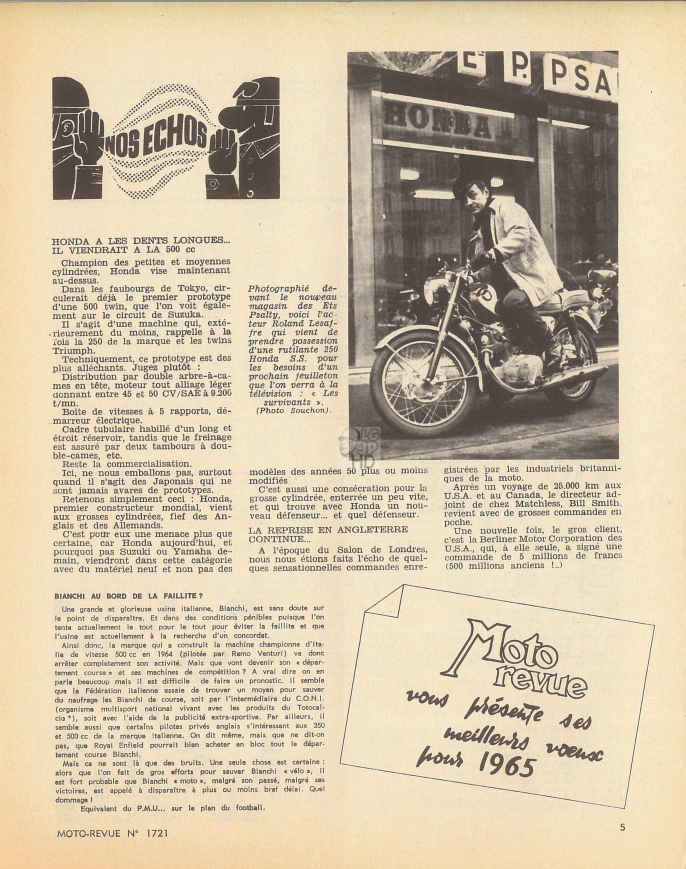 NOS ECHOS
Ets P. PSA
HONDA
HONDA A LES DENTS LONGUES...
IL VIENDRAIT A LA 500 cc
Champion des petites et moyennes
cylindrées, Honda vise maintenant
au-dessus.
Dans les faubourgs de Tokyo, cir-
culerait déjà le premier prototype
d'une 500 twin, que l'on voit égale-
ment sur le circuit de Suzuka.
Il s'agit d'une machine qui, exté-
rieurement du moins, rappelle à la
fois la 250 de la marque et les twins
Triumph.
Techniquement, ce prototype est des
plus alléchants. Jugez plutôt :
Distribution par double arbre-à-ca-
mes en tête, moteur tout alliage léger
donnant entre 45 et 50 CV/SAE à 9.200
t/mn.
Boîte de vitesses à 5 rapports, dé-
marreur électrique.
Cadre tubulaire habillé d'un long et
étroit réservoir, tandis que le freinage
est assuré par deux tambours à dou-
ble-cames, etc.
Reste la commercialisation.
Ici, ne nous emballons pas, surtout
quand il s'agit des Japonais qui ne
sont jamais avares de prototypes.
Retenons simplement ceci : Honda,
premier constructeur mondial, vient
aux grosses cylindrées, fief des An-
glais et des Allemands.
C'est pour eux une menace plus que
certaine, car Honda aujourd'hui, et
pourquoi pas Suzuki ou Yamaha de-
main, viendront dans cette catégorie
avec du matériel neuf et non pas des
Photographié de-
vant le nouveau
magasin des Ets
Psalty, voici l'ac-
teur Roland Lesaf-
fr qui vient de
prendre possession
d'une rutilante 250
Honda S.S. pour
les besoins d'un
prochain feuilleton
que l'on verra à la
télévision : « Les
survivants ».
(Photo Souchon).
modèles des années 50 plus ou moins
modifiés
C'est aussi une consécration pour la
grosse cylindrée, enterrée un peu vite,
et qui trouve avec Honda un nou-
veau défenseur... et quel défenseur.
LA REPRISE EN ANGLETERRE
CONTINUE...
A l'époque du Salon de Londres,
nous nous étions faits l'écho de quel-
ques sensationnelles commandes enre-
gistrées par les industriels britanni-
ques de la moto.
Après un voyage de 25.000 km aux
U.S.A. et au Canada, le directeur ad-
joint de chez Matchless, Bill Smith,
revient avec de grosses commandes en
poche.
Une nouvelle fois, le gros client,
c'est la Berliner Motor Corporation des
U.S.A., qui, à elle seule, a signé une
commande de 5 millions de francs
(500 millions anciens !..)
BIANCHI AU BORD DE LA FAILLITE ?
Une grande et glorieuse usine italienne, Bianchi, est sans doute sur
le point de disparaître. Et dans des conditions pénibles puisque l'on
tente actuellement le tout pour le tout pour éviter la faillite et que
l'usine est actuellement à la recherche d'un concordat.
Ainsi donc, la marque qui a construit la machine championne d'Ita-
lie de vitesse 500 cc en 1964 (pilotée par Remo Venturi) va donc
arrêter complètement son activité. Mais que vont devenir son « dépar-
tement course » et ses machines de compétition ? A vrai dire on en
parle beaucoup mais il est difficile de faire un pronostic. Il semble
que la Fédération italienne essaie de trouver un moyen pour sauver
du naufrage les Bianchi de course, soit par l'intermédiaire du C.O.N.I.
(organisme multisport national vivant avec les produits du Totocal-
cio *), soit avec l'aide de la publicité extra-sportive. Par ailleurs, il
semble aussi que certains pilotes privés anglais s'intéressent aux 350
et 500 cc de la marque italienne. On dit même, mais que ne dit-on
pas, que Royal Enfield pourrait bien acheter en bloc tout le dépar-
tement course Bianchi.
Mais ce ne sont là que des bruits. Une seule chose est certaine :
alors que l'on fait de gros efforts pour sauver Bianchi « vélo », il
est fort probable que Bianchi « moto », malgré son passé, malgré ses
victoires, est appelé à disparaître à plus ou moins bref délai. Quel
dommage !
Equivalent du P.M.U... sur le plan du football.
Moto
revue
vous présente ses
meilleurs voeux
pour 1965
MOTO-REVUE N° 1721
5